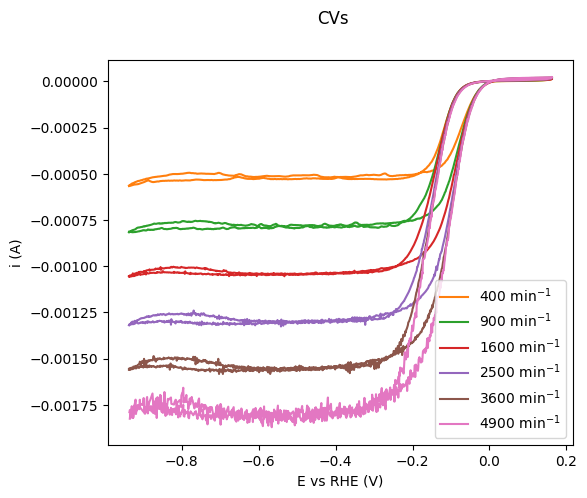 CVs
0.00000
−0.00025
−0.00050
−0.00075
−0.00100
−0.00125
−0.00150
−0.00175
i (A)
400 min⁻¹
900 min⁻¹
1600 min⁻¹
2500 min⁻¹
3600 min⁻¹
4900 min⁻¹
−0.8 −0.6 −0.4 −0.2 0.0 0.2
E vs RHE (V)